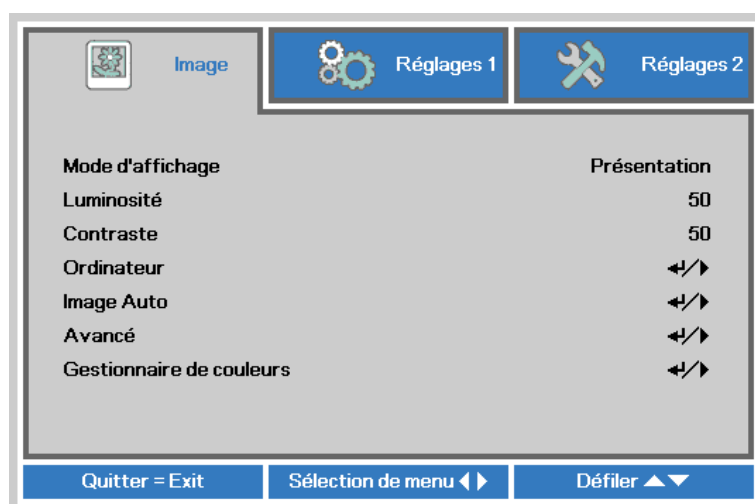 Image Réglages 1 Réglages 2
Mode d'affichage Présentation
Luminosité 50
Contraste 50
Ordinateur
Image Auto
Avancé
Gestionnaire de couleurs
Quitter = Exit Sélection de menu Défiler